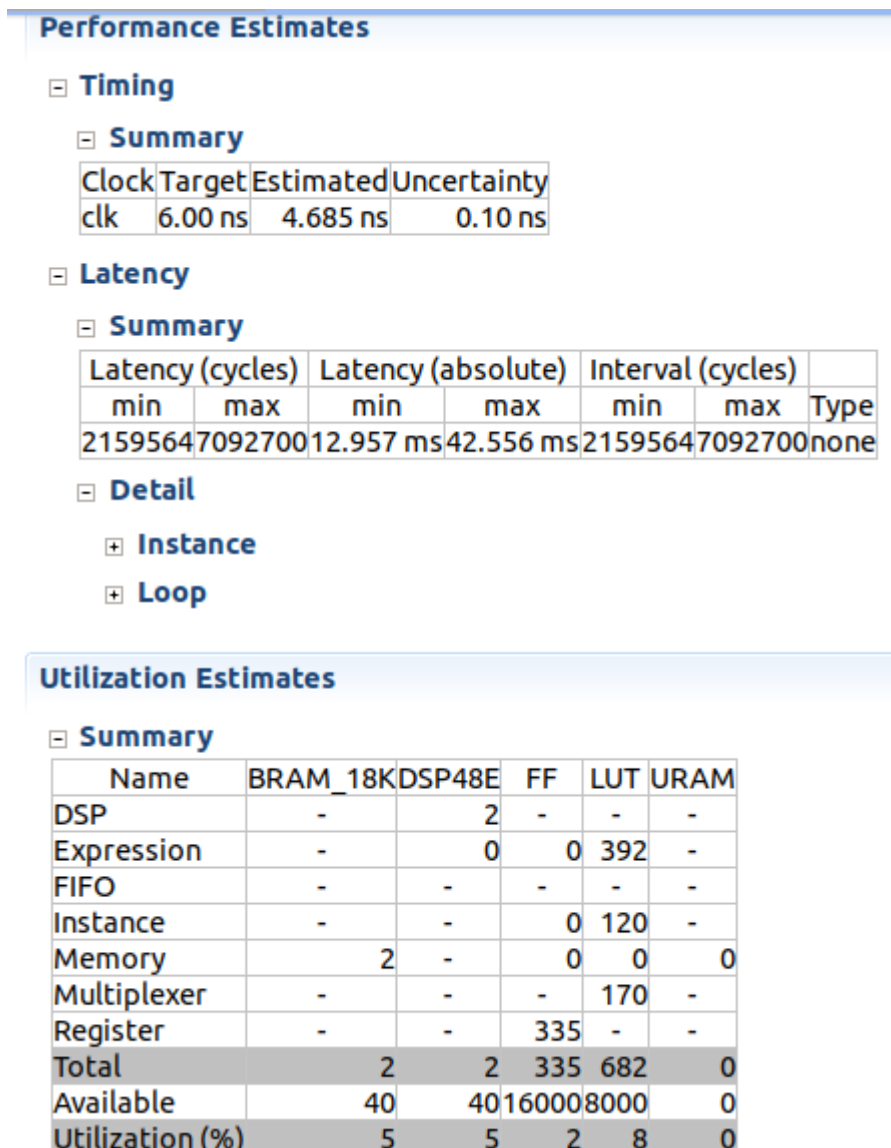 Performance Estimates
Timing
Summary
Clock Target Estimated Uncertainty
clk 6.00 ns 4.685 ns 0.10 ns
Latency
Summary
Latency (cycles) Latency (absolute) Interval (cycles)
min max min max min max Type
2159564 7092700 12.957 ms 42.556 ms 2159564 7092700 none
Detail
Instance
Loop
Utilization Estimates
Summary
Name BRAM_18K DSP48E FF LUT URAM
DSP - 2 - - -
Expression - 0 0 392 -
FIFO - - - - -
Instance - - 0 120 -
Memory 2 - 0 0 0
Multiplexer - - - 170 -
Register - - 335 - -
Total 2 2 335 682 0
Available 40 40 16000 8000 0
Utilization (%) 5 5 2 8 0